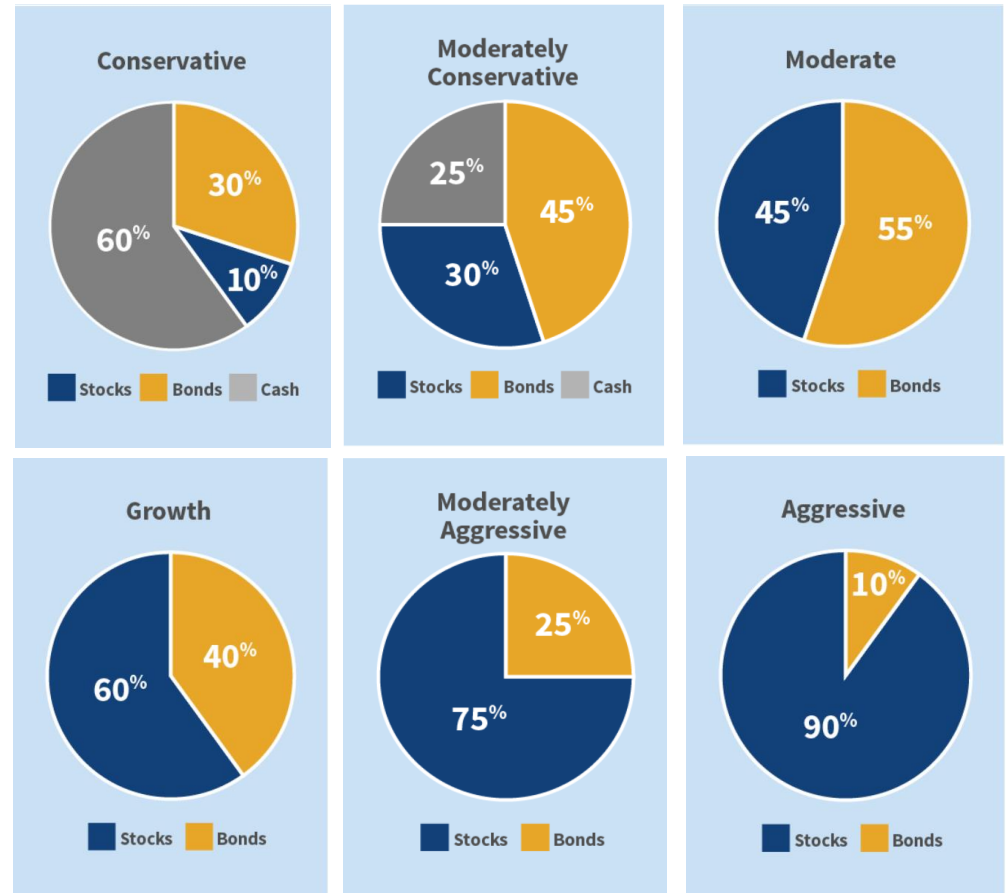 Conservative
30%
60%
10%
Stocks Bonds Cash
Moderately
Conservative
25%
45%
30%
Stocks Bonds Cash
Moderate
45%
55%
Stocks Bonds
Growth
40%
60%
Stocks Bonds
Moderately
Aggressive
25%
75%
Stocks Bonds
Aggressive
10%
90%
Stocks Bonds